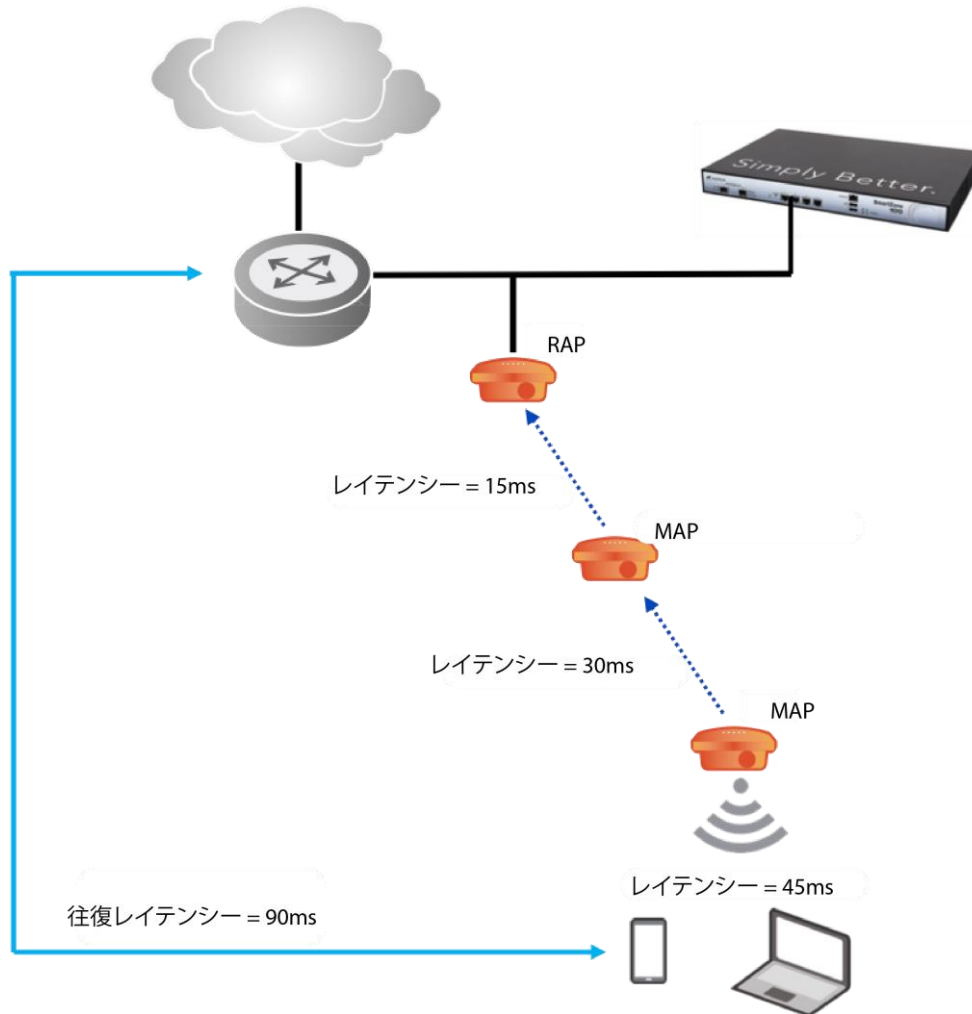 Simply Better.
RAP
レイテンシー = 15ms
MAP
レイテンシー = 30ms
MAP
レイテンシー = 45ms
往復レイテンシー = 90ms